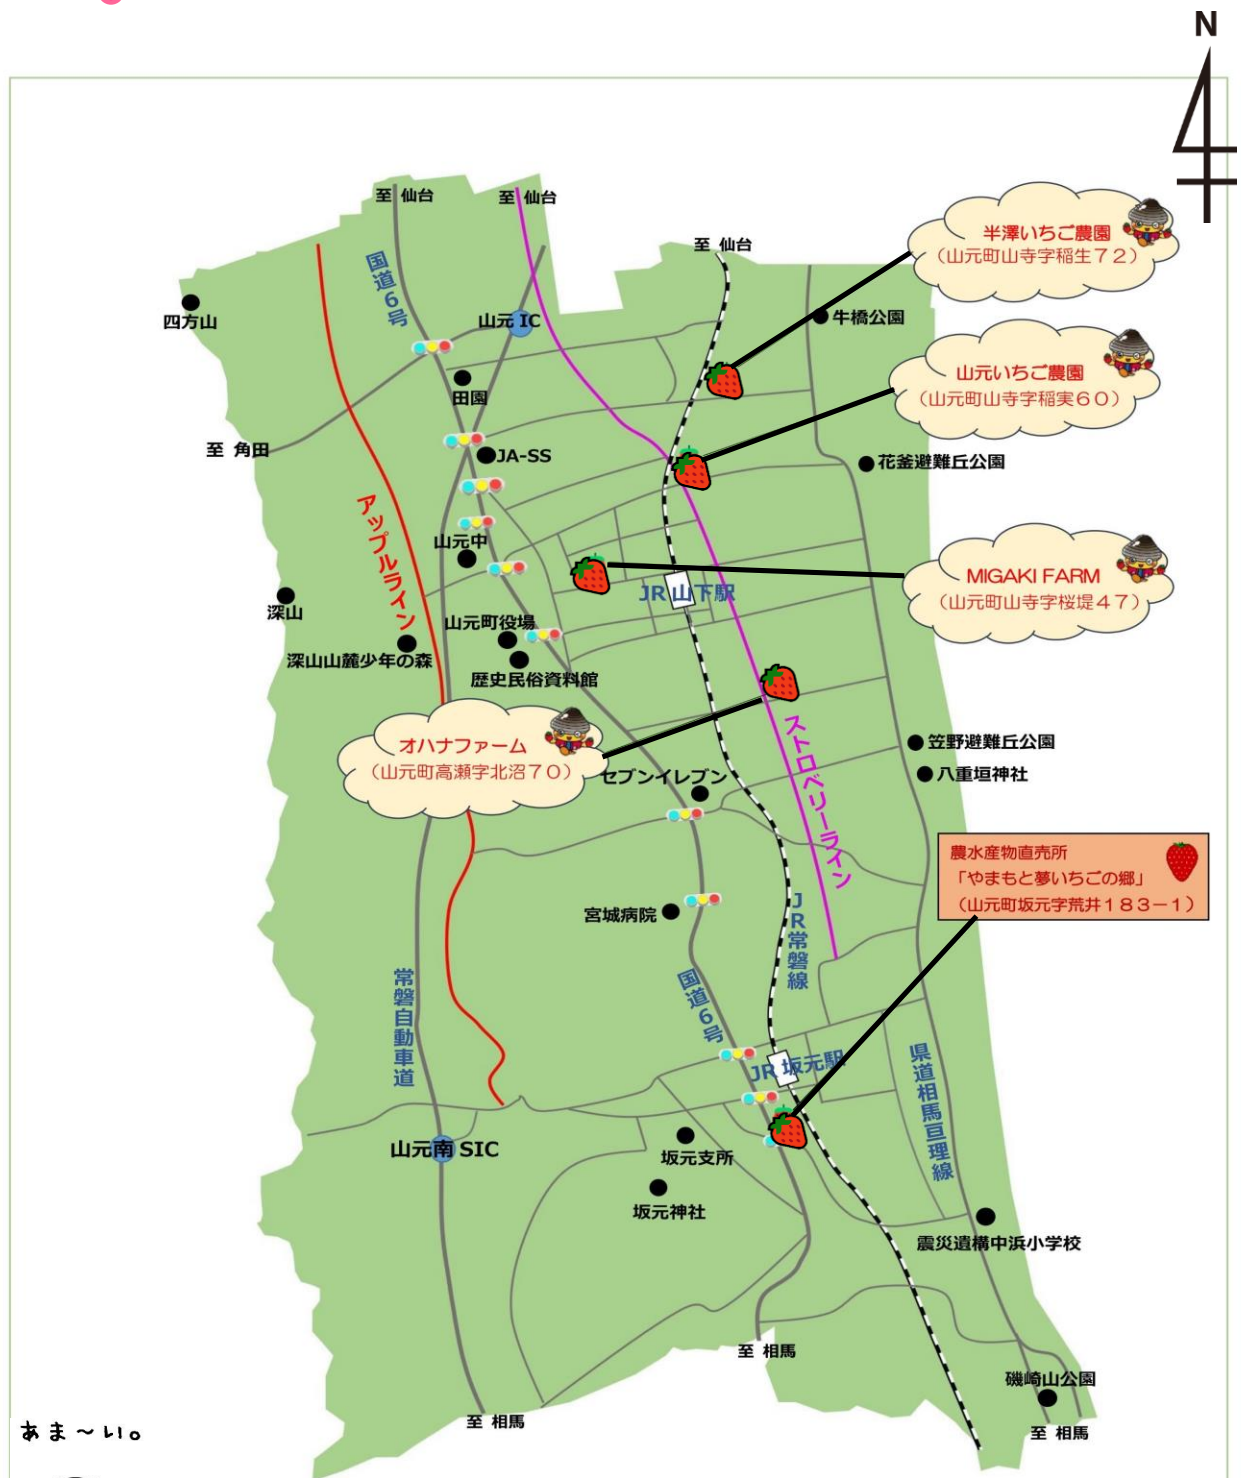 N
至 仙台
至 仙台
至 仙台
半澤いちご農園
(山元町山寺字稲生72)
国道6号
四方山
山元 IC
牛橋公園
山元いちご農園
(山元町山寺字稲実60)
田園
至 角田
JA-SS
花釜避難丘公園
アップルライン
山元中
MIGAKI FARM
(山元町山寺字桜堤47)
JR 山下駅
深山
山元町役場
深山山麓少年の森
歴史民俗資料館
オハナファーム
(山元町高瀬字北沼70)
ストロベリーライン
笠野避難丘公園
八重垣神社
セブンイレブン
農水産物直売所
「やまもと夢いちごの郷」
(山元町坂元字荒井183-1)
宮城病院
JR常磐線
常磐自動車道
国道6号
JR 坂元駅
県道相馬亘理線
山元南 SIC
坂元支所
坂元神社
震災遺構中浜小学校
至 相馬
磯崎山公園
至 相馬
至 相馬
あま～い。